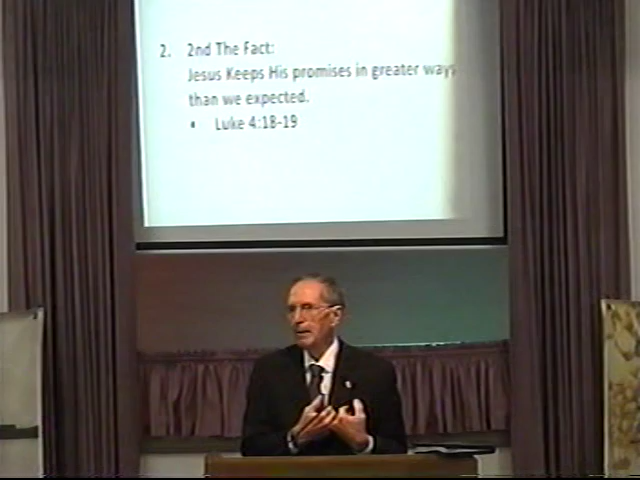 2. 2nd The Fact:
Jesus Keeps His promises in greater ways
than we expected.
• Luke 4:18-19